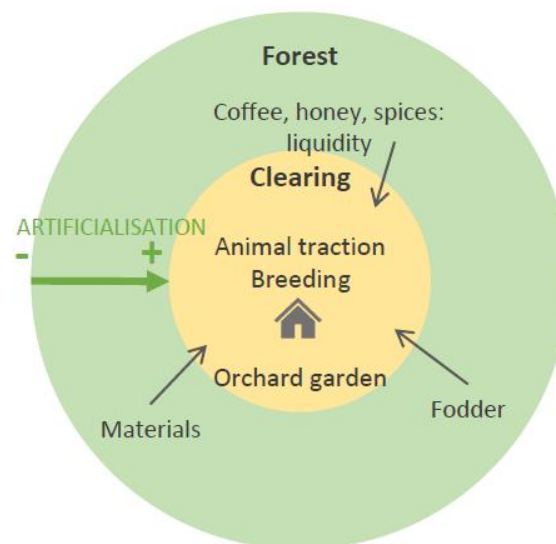 Forest
Coffee, honey, spices:
liquidity
Clearing
ARTIFICIALISATION
- +
Animal traction
Breeding
Orchard garden
Materials
Fodder